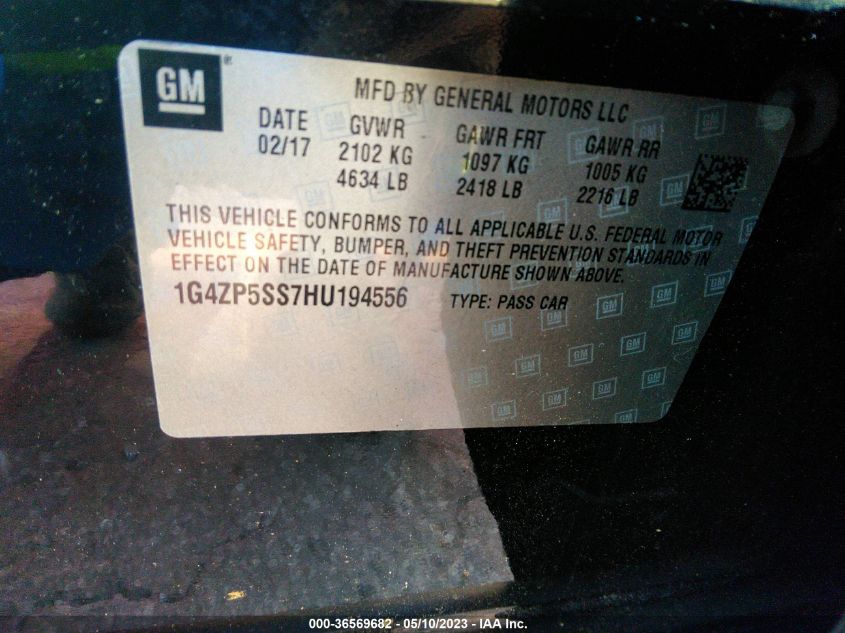 GM ®
MFD BY GENERAL MOTORS LLC
DATE GVWR GAWR FRT GAWR RR
02/17 2102 KG 1097 KG 1005 KG
4634 LB 2418 LB 2216 LB
THIS VEHICLE CONFORMS TO ALL APPLICABLE U.S. FEDERAL MOTOR
VEHICLE SAFETY, BUMPER, AND THEFT PREVENTION STANDARDS IN
EFFECT ON THE DATE OF MANUFACTURE SHOWN ABOVE.
1G4ZP5SS7HU194556 TYPE: PASS CAR
000-36569682 - 05/10/2023 - IAA Inc.